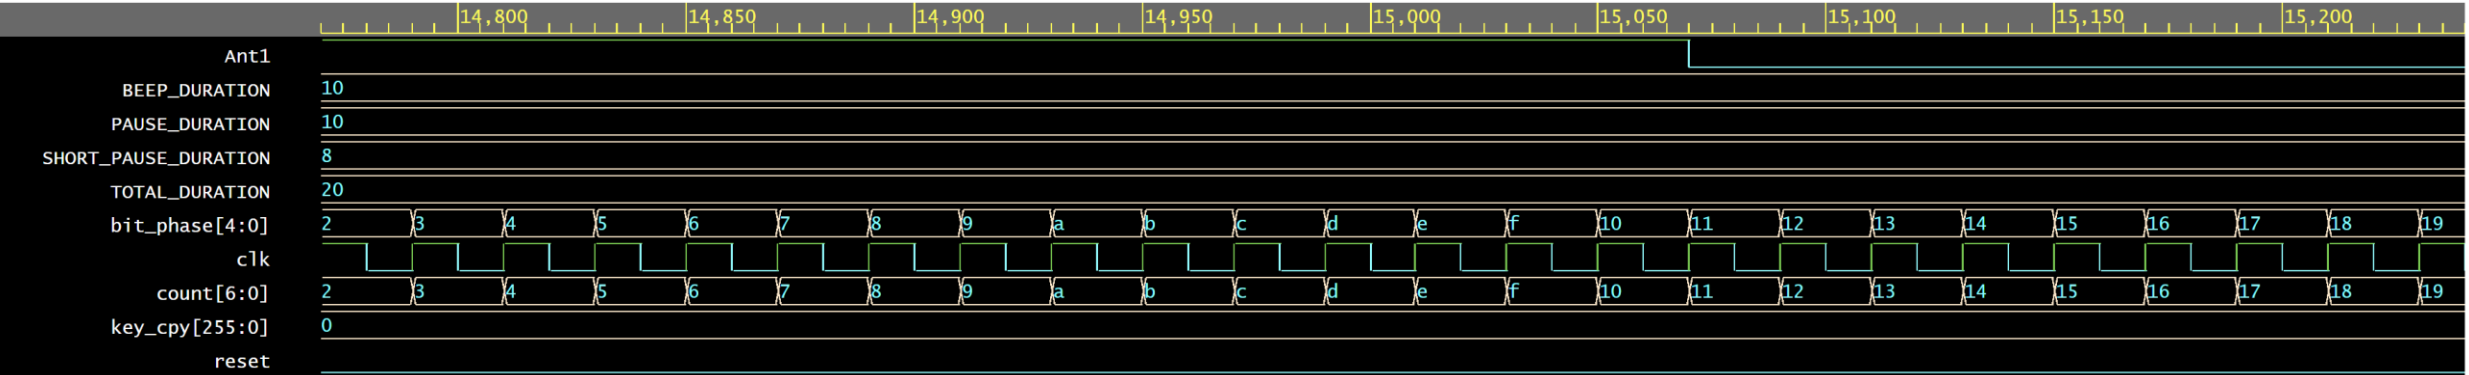 14,800 14,850 14,900 14,950 15,000 15,050 15,100 15,150 15,200
Ant1
BEEP_DURATION 10
PAUSE_DURATION 10
SHORT_PAUSE_DURATION 8
TOTAL_DURATION 20
bit_phase[4:0] 2 3 4 5 6 7 8 9 a b c d e f 10 11 12 13 14 15 16 17 18 19
clk
count[6:0] 2 3 4 5 6 7 8 9 a b c d e f 10 11 12 13 14 15 16 17 18 19
key_cpy[255:0] 0
reset